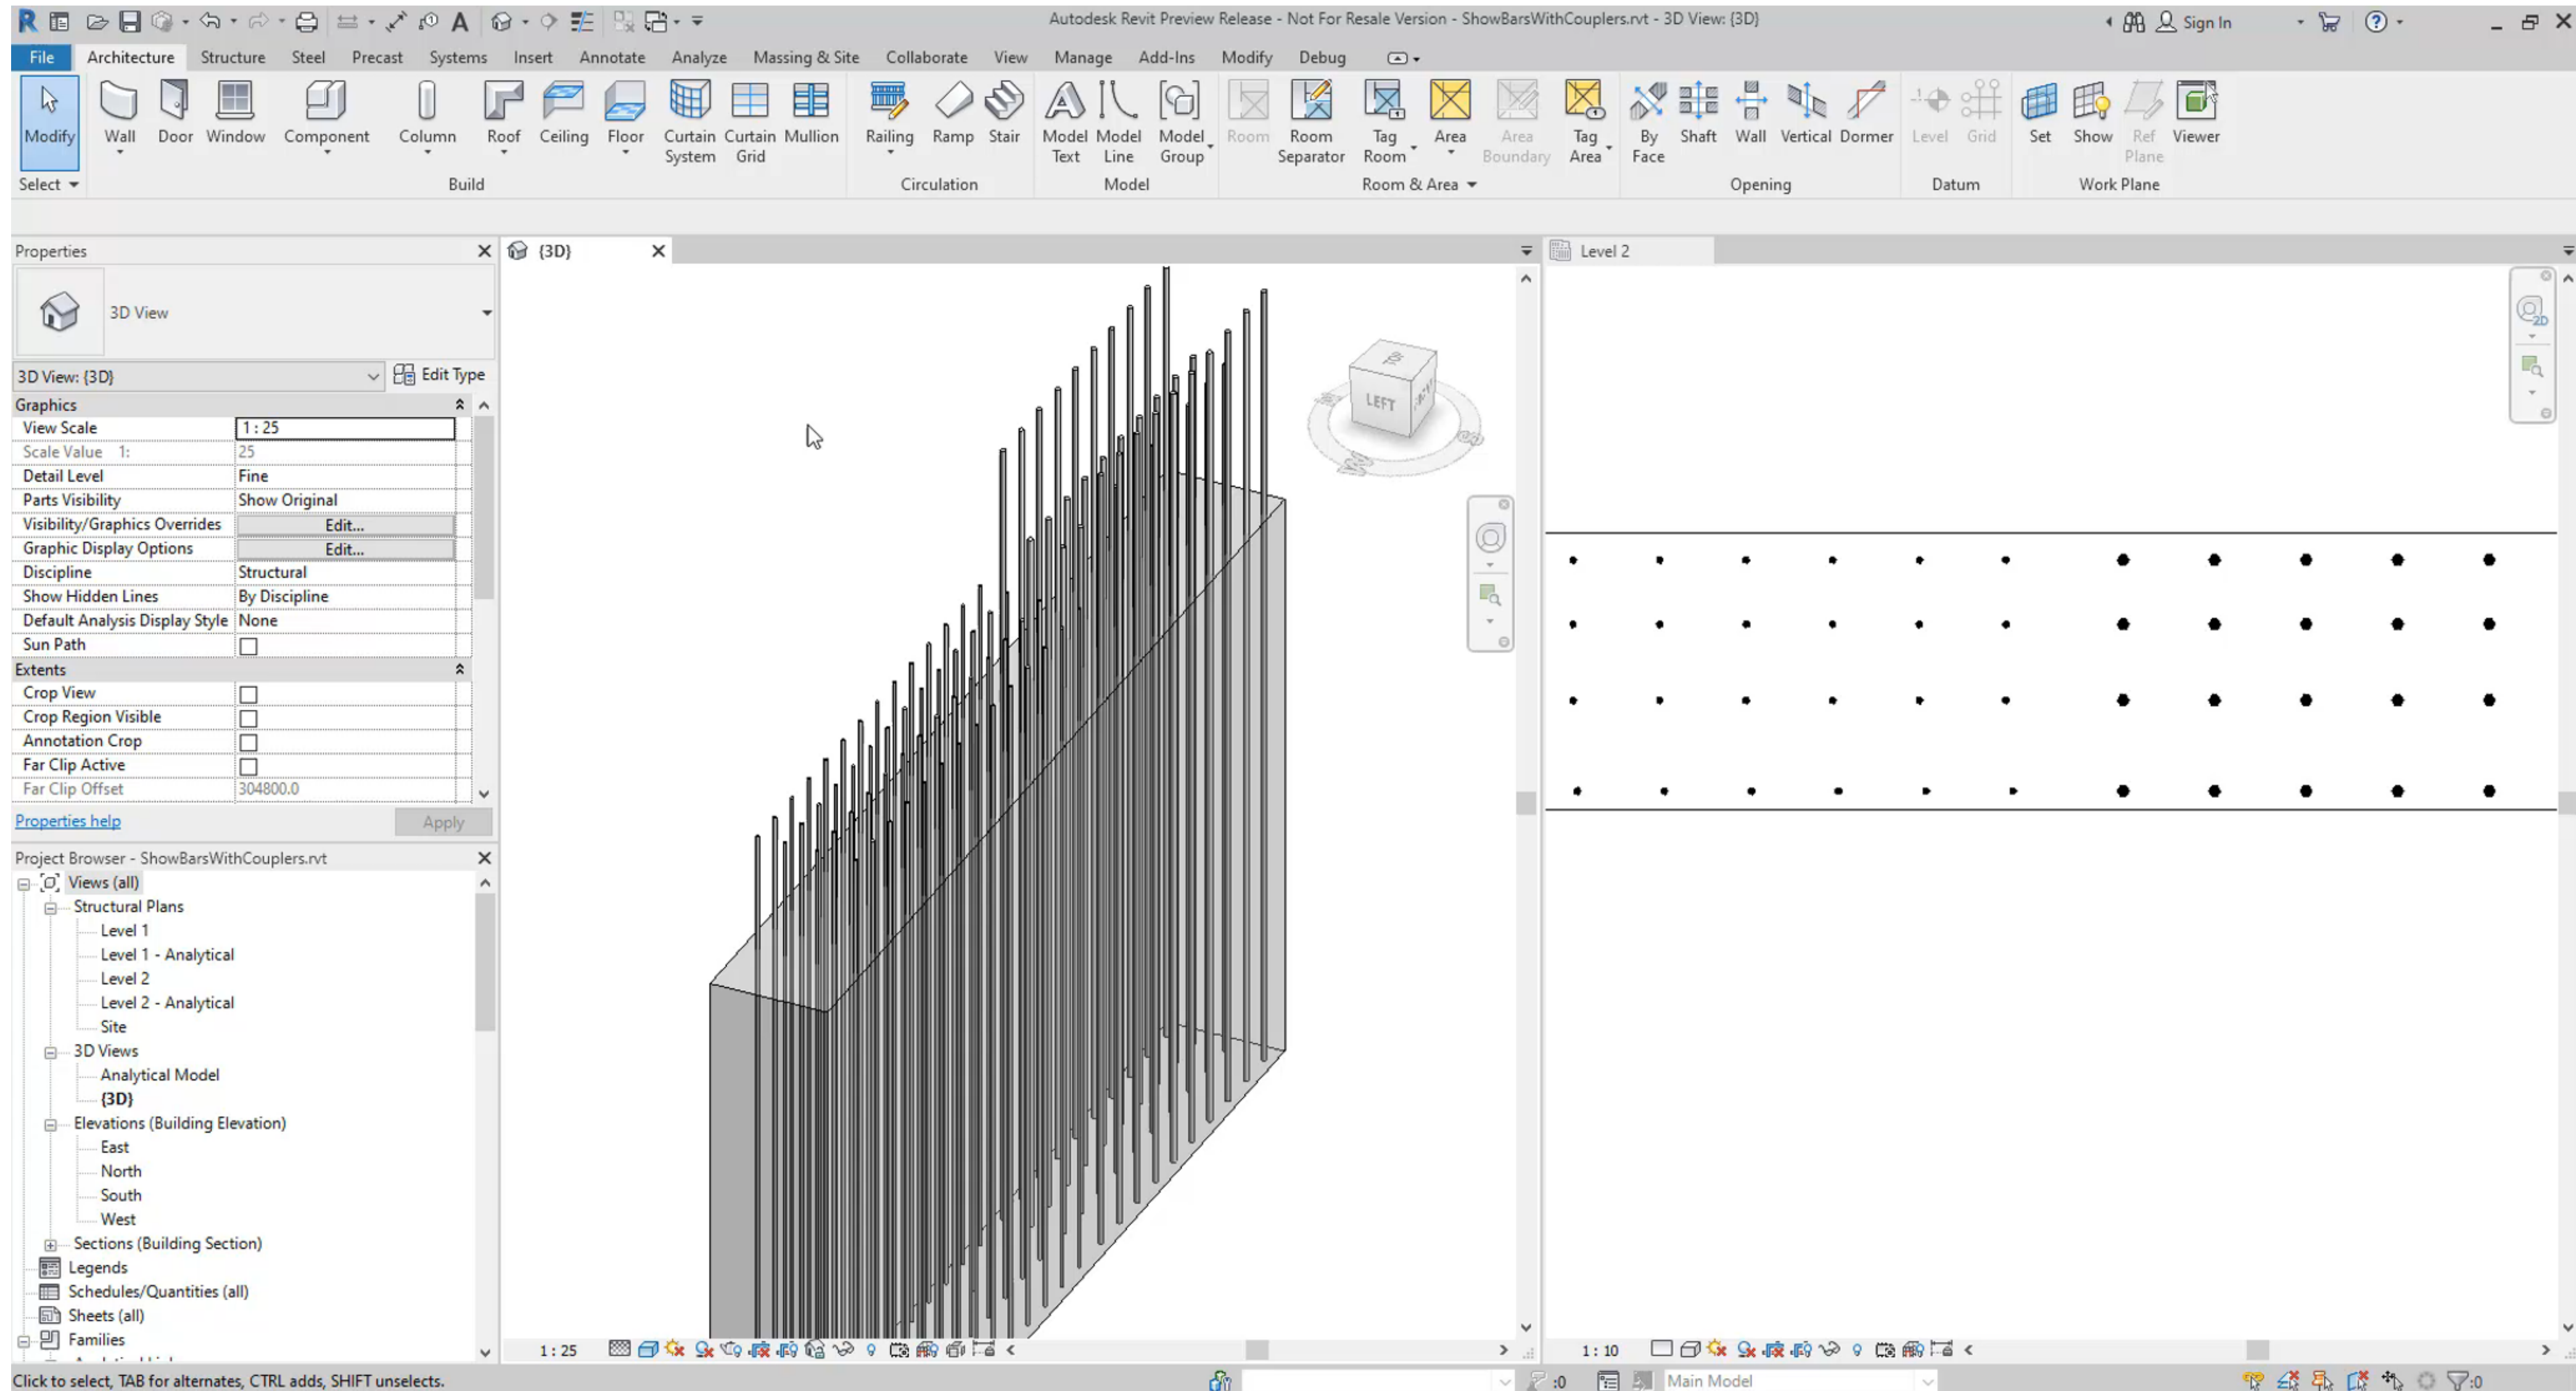 Autodesk Revit Preview Release - Not For Resale Version - ShowBarsWithCouplers.rvt - 3D View: {3D}
Sign In
File Architecture Structure Steel Precast Systems Insert Annotate Analyze Massing & Site Collaborate View Manage Add-Ins Modify Debug
Modify Wall Door Window Component Column Roof Ceiling Floor Curtain System Curtain Grid Mullion Railing Ramp Stair Model Text Model Line Model Group Room Room Separator Tag Room Area Area Boundary Tag Area By Face Shaft Wall Vertical Dormer Level Grid Set Show Ref Plane Viewer
Select Build Circulation Model Room & Area Opening Datum Work Plane
Properties
{3D}
Level 2
3D View
3D View: {3D} Edit Type
Graphics
View Scale 1 : 25
Scale Value 1: 25
Detail Level Fine
Parts Visibility Show Original
Visibility/Graphics Overrides Edit...
Graphic Display Options Edit...
Discipline Structural
Show Hidden Lines By Discipline
Default Analysis Display Style None
Sun Path
Extents
Crop View
Crop Region Visible
Annotation Crop
Far Clip Active
Far Clip Offset 304800.0
Properties help Apply
LEFT
2D
Project Browser - ShowBarsWithCouplers.rvt
Views (all)
Structural Plans
Level 1
Level 1 - Analytical
Level 2
Level 2 - Analytical
Site
3D Views
Analytical Model
{3D}
Elevations (Building Elevation)
East
North
South
West
Sections (Building Section)
Legends
Schedules/Quantities (all)
Sheets (all)
Families
1 : 25
1 : 10
Click to select, TAB for alternates, CTRL adds, SHIFT unselects.
:0
Main Model
:0